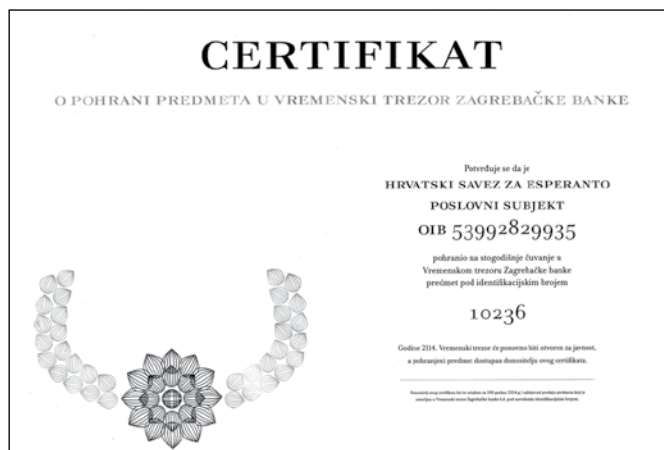 CERTIFIKAT
O POHRANI PREDMETA U VREMENSKI TREZOR ZAGREBAČKE BANKE
Potvrđuje se da je
HRVATSKI SAVEZ ZA ESPERANTO
POSLOVNI SUBJEKT
OIB 53992829935
pohranio na stogodišnje čuvanje u
Vremenskom trezoru Zagrebačke banke
predmet pod identifikacijskim brojem
10236
Godine 2114. Vremenski trezor će ponovno biti otvoren za javnost,
a pohranjeni predmet dostupan donositelju ovog certifikata.